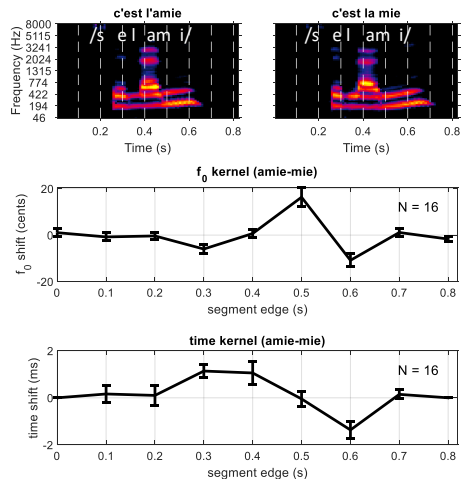 c'est l'amie
c'est la mie
/s e l am i/
/s e l am i/
Frequency (Hz)
8000
5115
3241
2024
1315
774
422
194
46
0.2 0.4 0.6 0.8
0.2 0.4 0.6 0.8
Time (s)
Time (s)
f0 kernel (amie-mie)
N = 16
f0 shift (cents)
20
0
-20
0 0.1 0.2 0.3 0.4 0.5 0.6 0.7 0.8
segment edge (s)
time kernel (amie-mie)
N = 16
time shift (ms)
2
0
-2
0 0.1 0.2 0.3 0.4 0.5 0.6 0.7 0.8
segment edge (s)